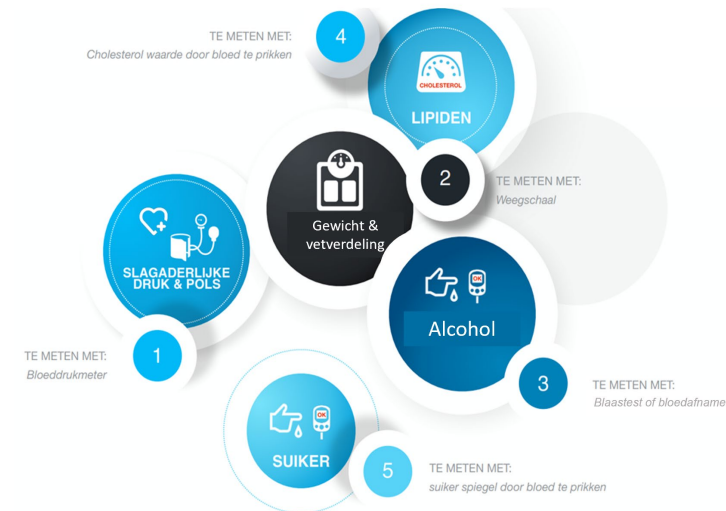 TE METEN MET:
Cholesterol waarde door bloed te prikken
4
CHOLESTEROL
LIPIDEN
Gewicht &
vetverdeling
2
TE METEN MET:
Weegschaal
SLAGADERLIJKE
DRUK & POLS
1
TE METEN MET:
Bloeddrukmeter
OK
Alcohol
3
TE METEN MET:
Blaastest of bloedafname
OK
SUIKER
5
TE METEN MET:
suiker spiegel door bloed te prikken